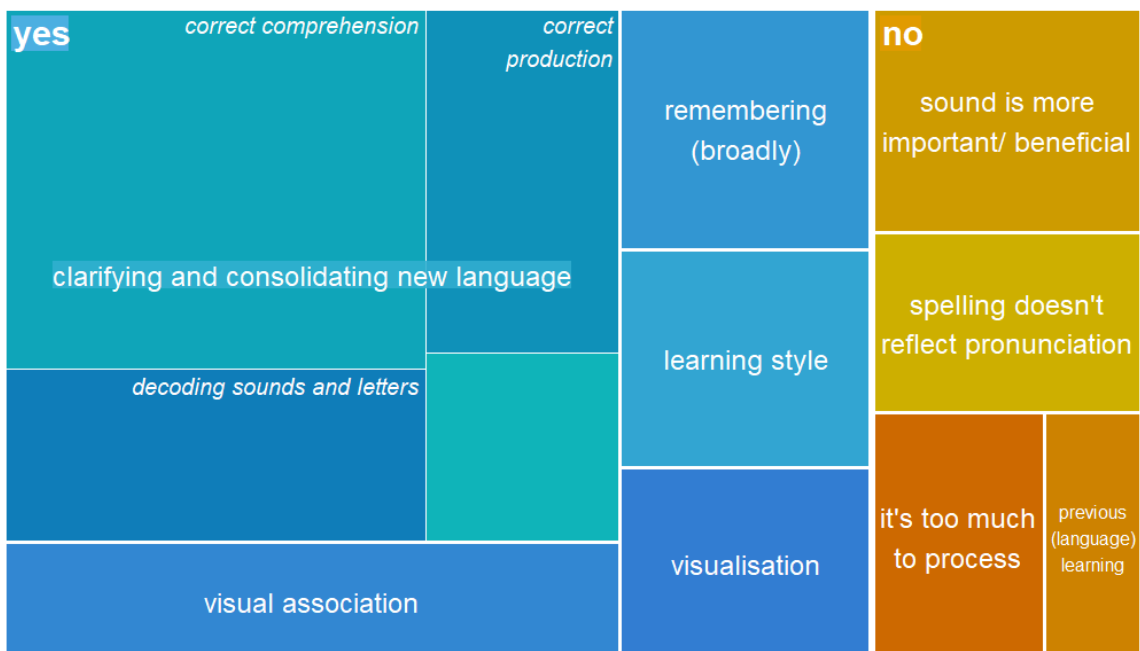 yes
correct comprehension
correct
production
clarifying and consolidating new language
decoding sounds and letters
visual association
remembering
(broadly)
learning style
visualisation
no
sound is more
important/ beneficial
spelling doesn't
reflect pronunciation
it's too much
to process
previous
(language)
learning